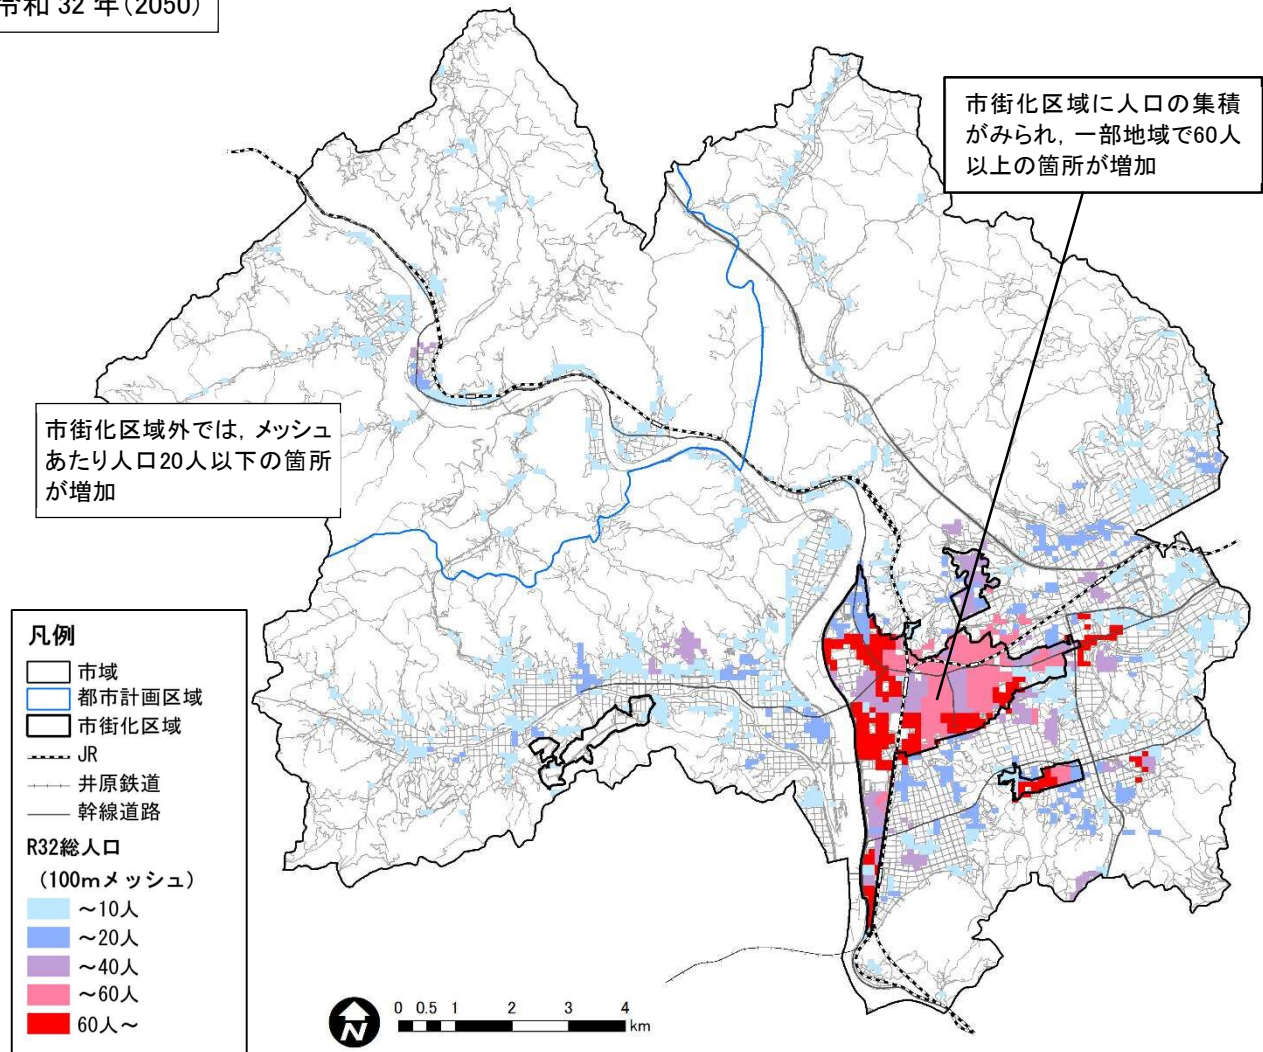 令和 32 年（2050）
市街化区域に人口の集積
がみられ，一部地域で60人
以上の箇所が増加
市街化区域外では，メッシュ
あたり人口20人以下の箇所
が増加
凡例
市域
都市計画区域
市街化区域
JR
井原鉄道
幹線道路
R32総人口
（100ｍメッシュ）
～10人
～20人
～40人
～60人
60人～
N
0 0.5 1 2 3 4
km